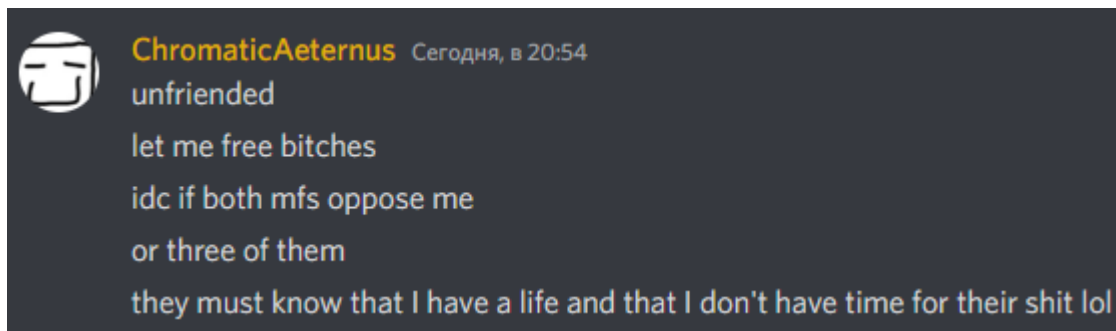 ChromaticAeternus Сегодня, в 20:54
unfriended
let me free bitches
idc if both mfs oppose me
or three of them
they must know that I have a life and that I don't have time for their shit lol